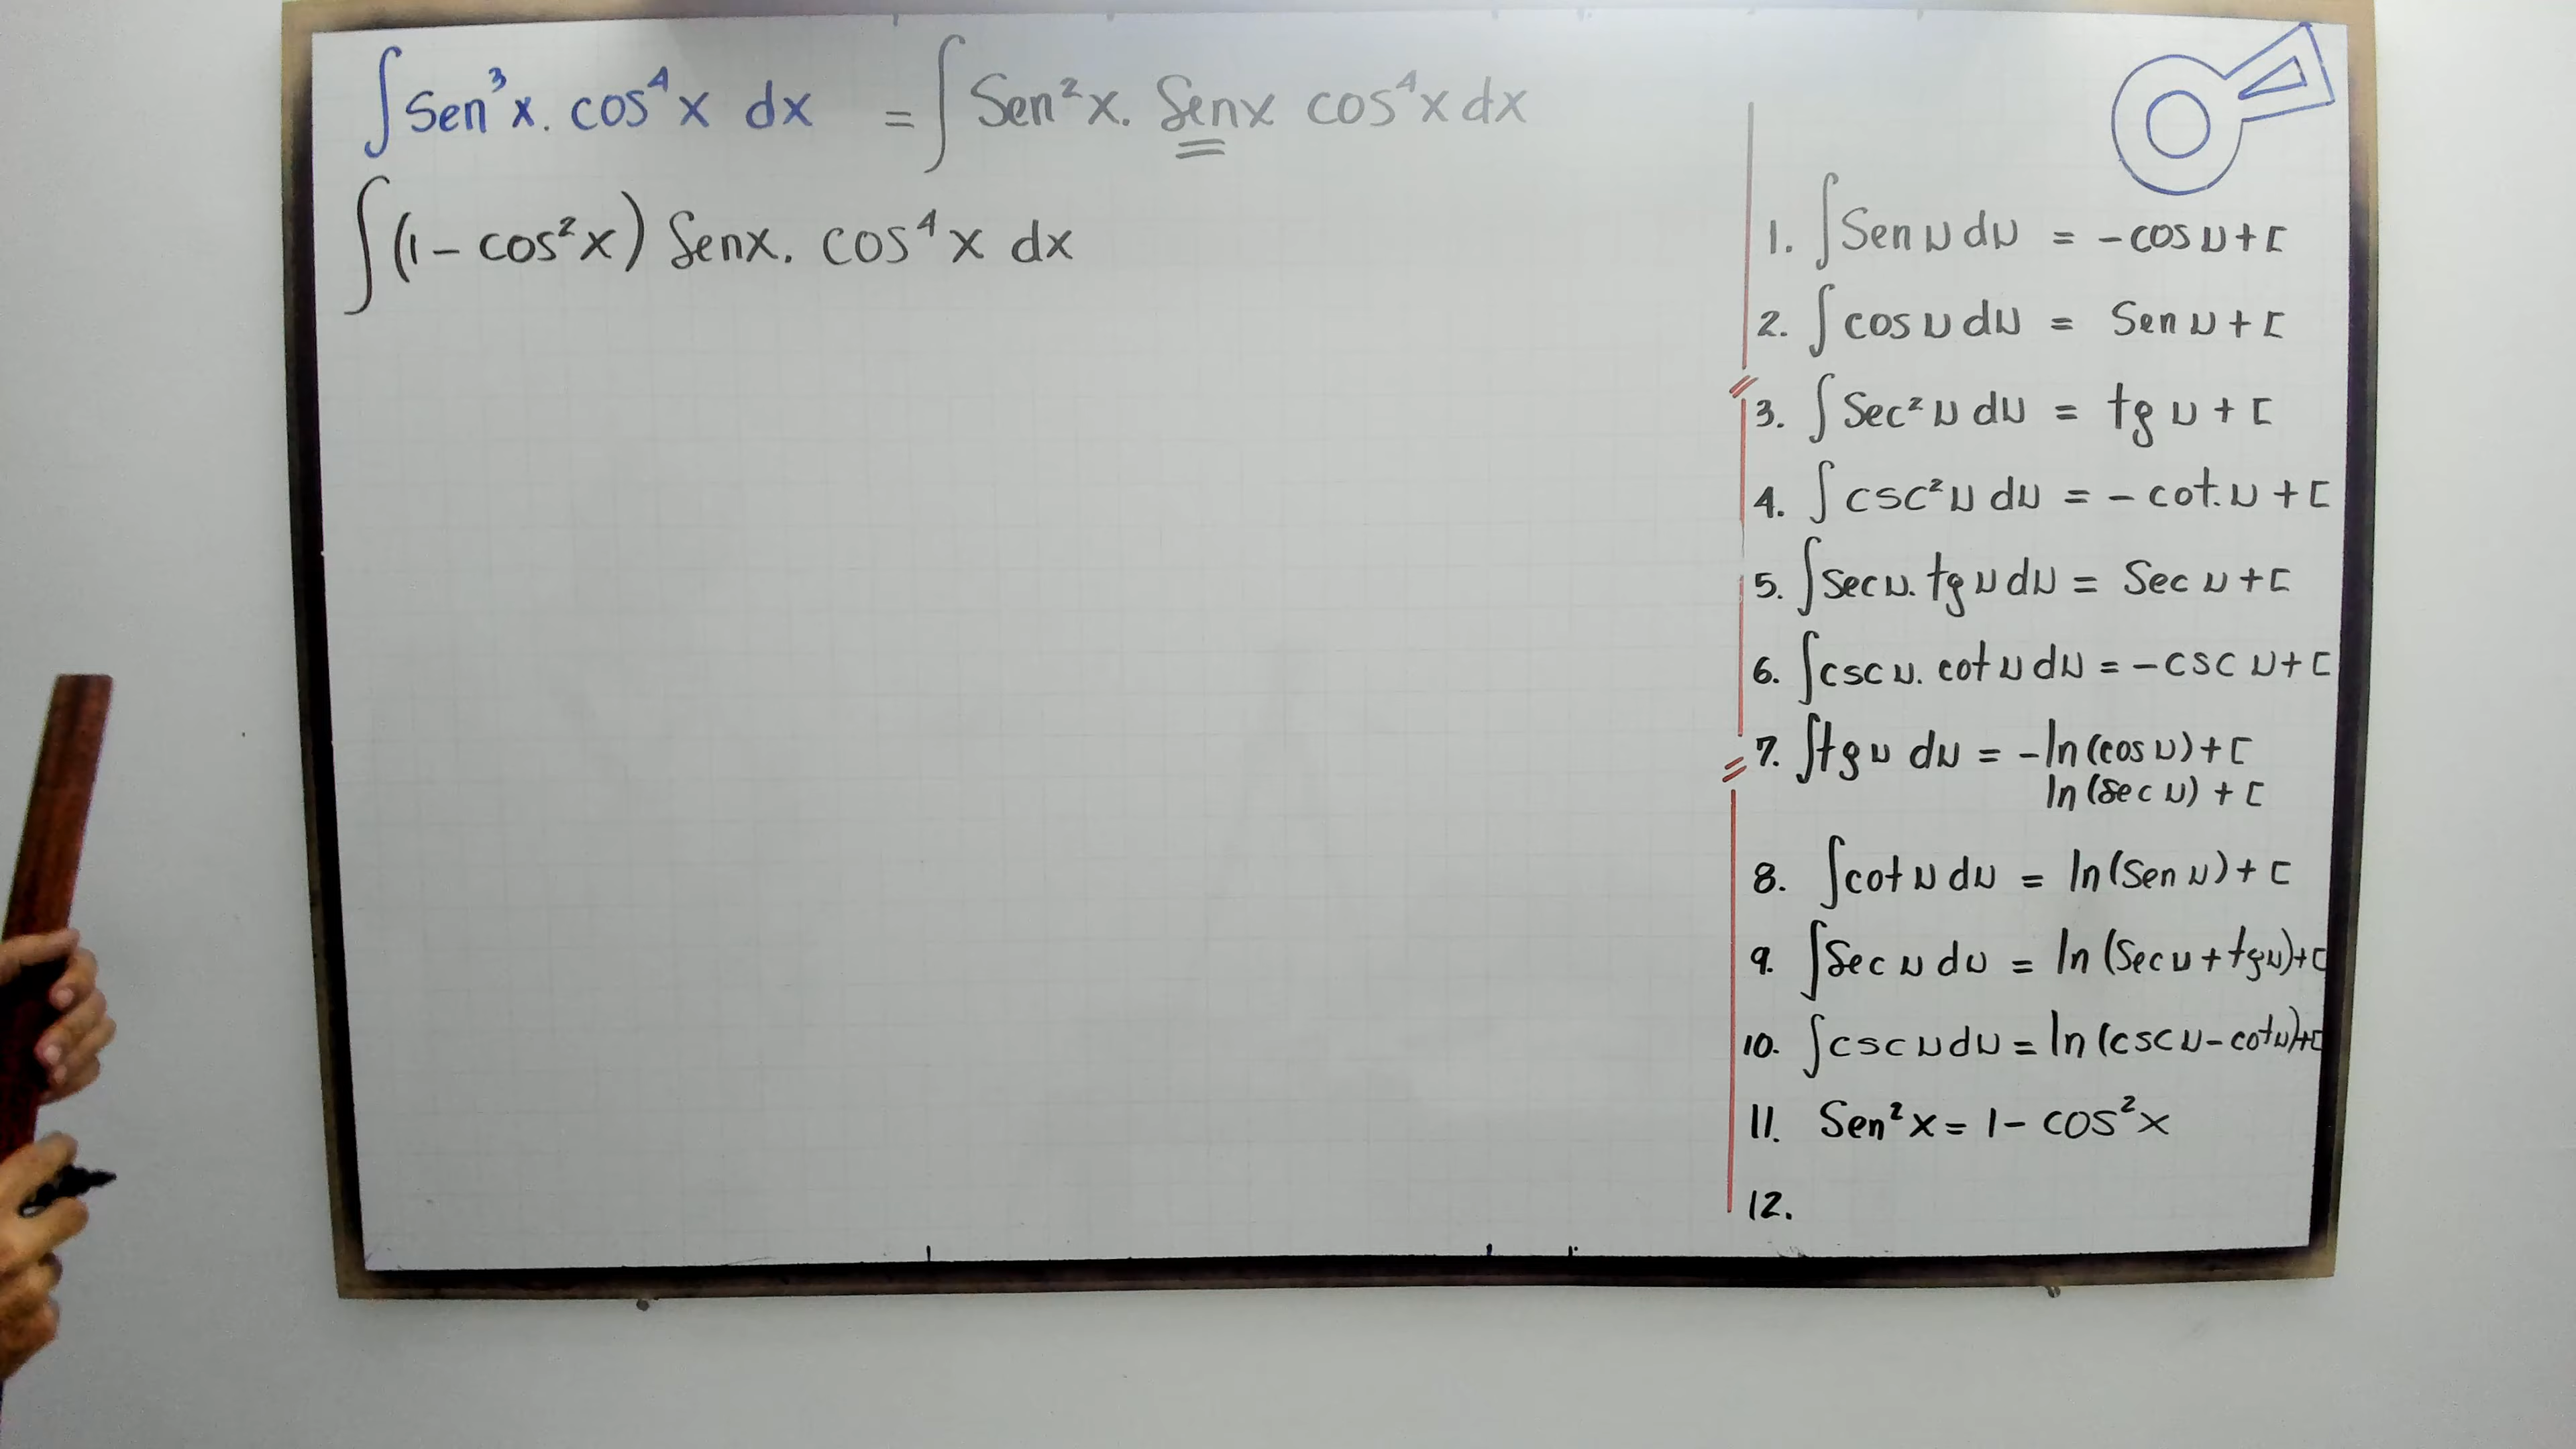 ∫Sen³x. cos⁴x dx = ∫Sen²x. Senx cos⁴x dx
∫(1 - cos²x) Senx. cos⁴x dx
1. ∫Sen u du = -cos u + C
2. ∫cos u du = Sen u + C
3. ∫Sec² u du = tg u + C
4. ∫csc² u du = - cot. u + C
5. ∫Sec u. tg u du = Sec u + C
6. ∫csc u. cot u du = -csc u + C
7. ∫tg u du = -ln(cos u) + C
ln(Sec u) + C
8. ∫cot u du = ln(Sen u) + C
9. ∫Sec u du = ln(Sec u + tg u) + C
10. ∫csc u du = ln(csc u - cot u) + C
11. Sen²x = 1 - cos²x
12.